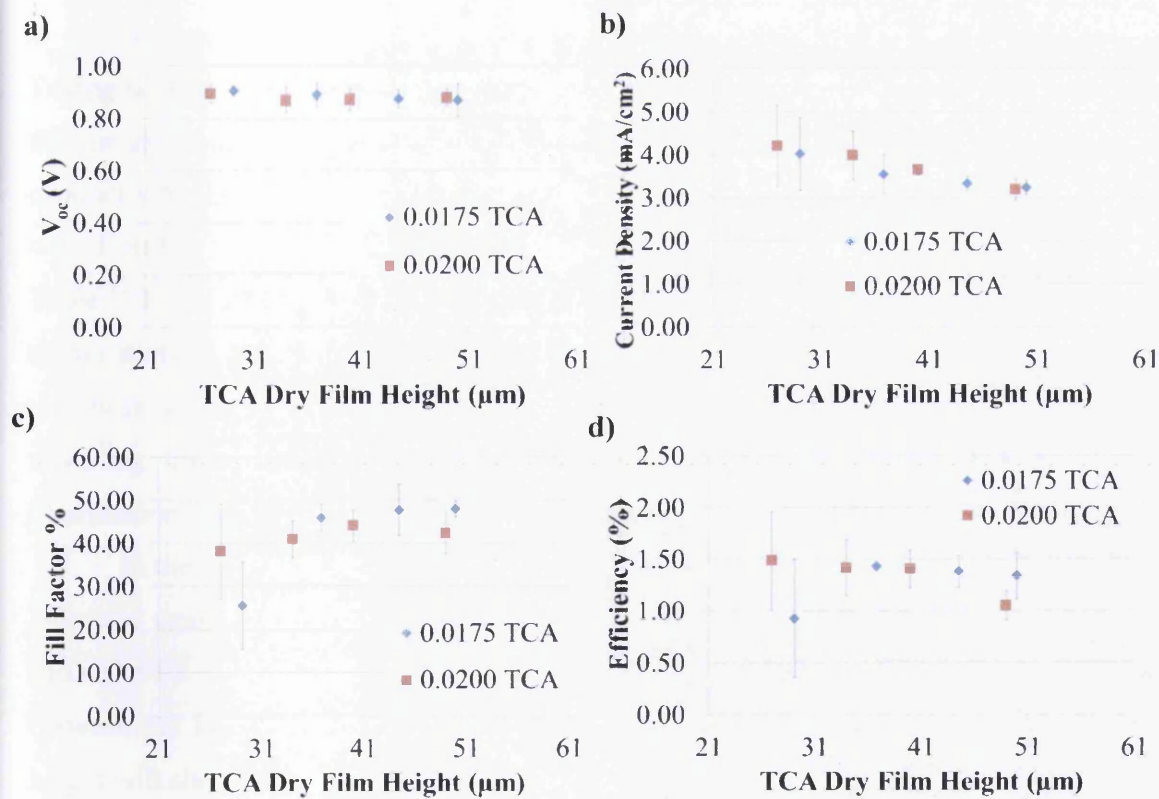 a)
1.00
0.80
0.60
0.40
0.20
0.00
V_oc (V)
0.0175 TCA
0.0200 TCA
21 31 41 51 61
TCA Dry Film Height (µm)
b)
6.00
5.00
4.00
3.00
2.00
1.00
0.00
Current Density (mA/cm²)
0.0175 TCA
0.0200 TCA
21 31 41 51 61
TCA Dry Film Height (µm)
c)
60.00
50.00
40.00
30.00
20.00
10.00
0.00
Fill Factor %
0.0175 TCA
0.0200 TCA
21 31 41 51 61
TCA Dry Film Height (µm)
d)
2.50
2.00
1.50
1.00
0.50
0.00
Efficiency (%)
0.0175 TCA
0.0200 TCA
21 31 41 51 61
TCA Dry Film Height (µm)